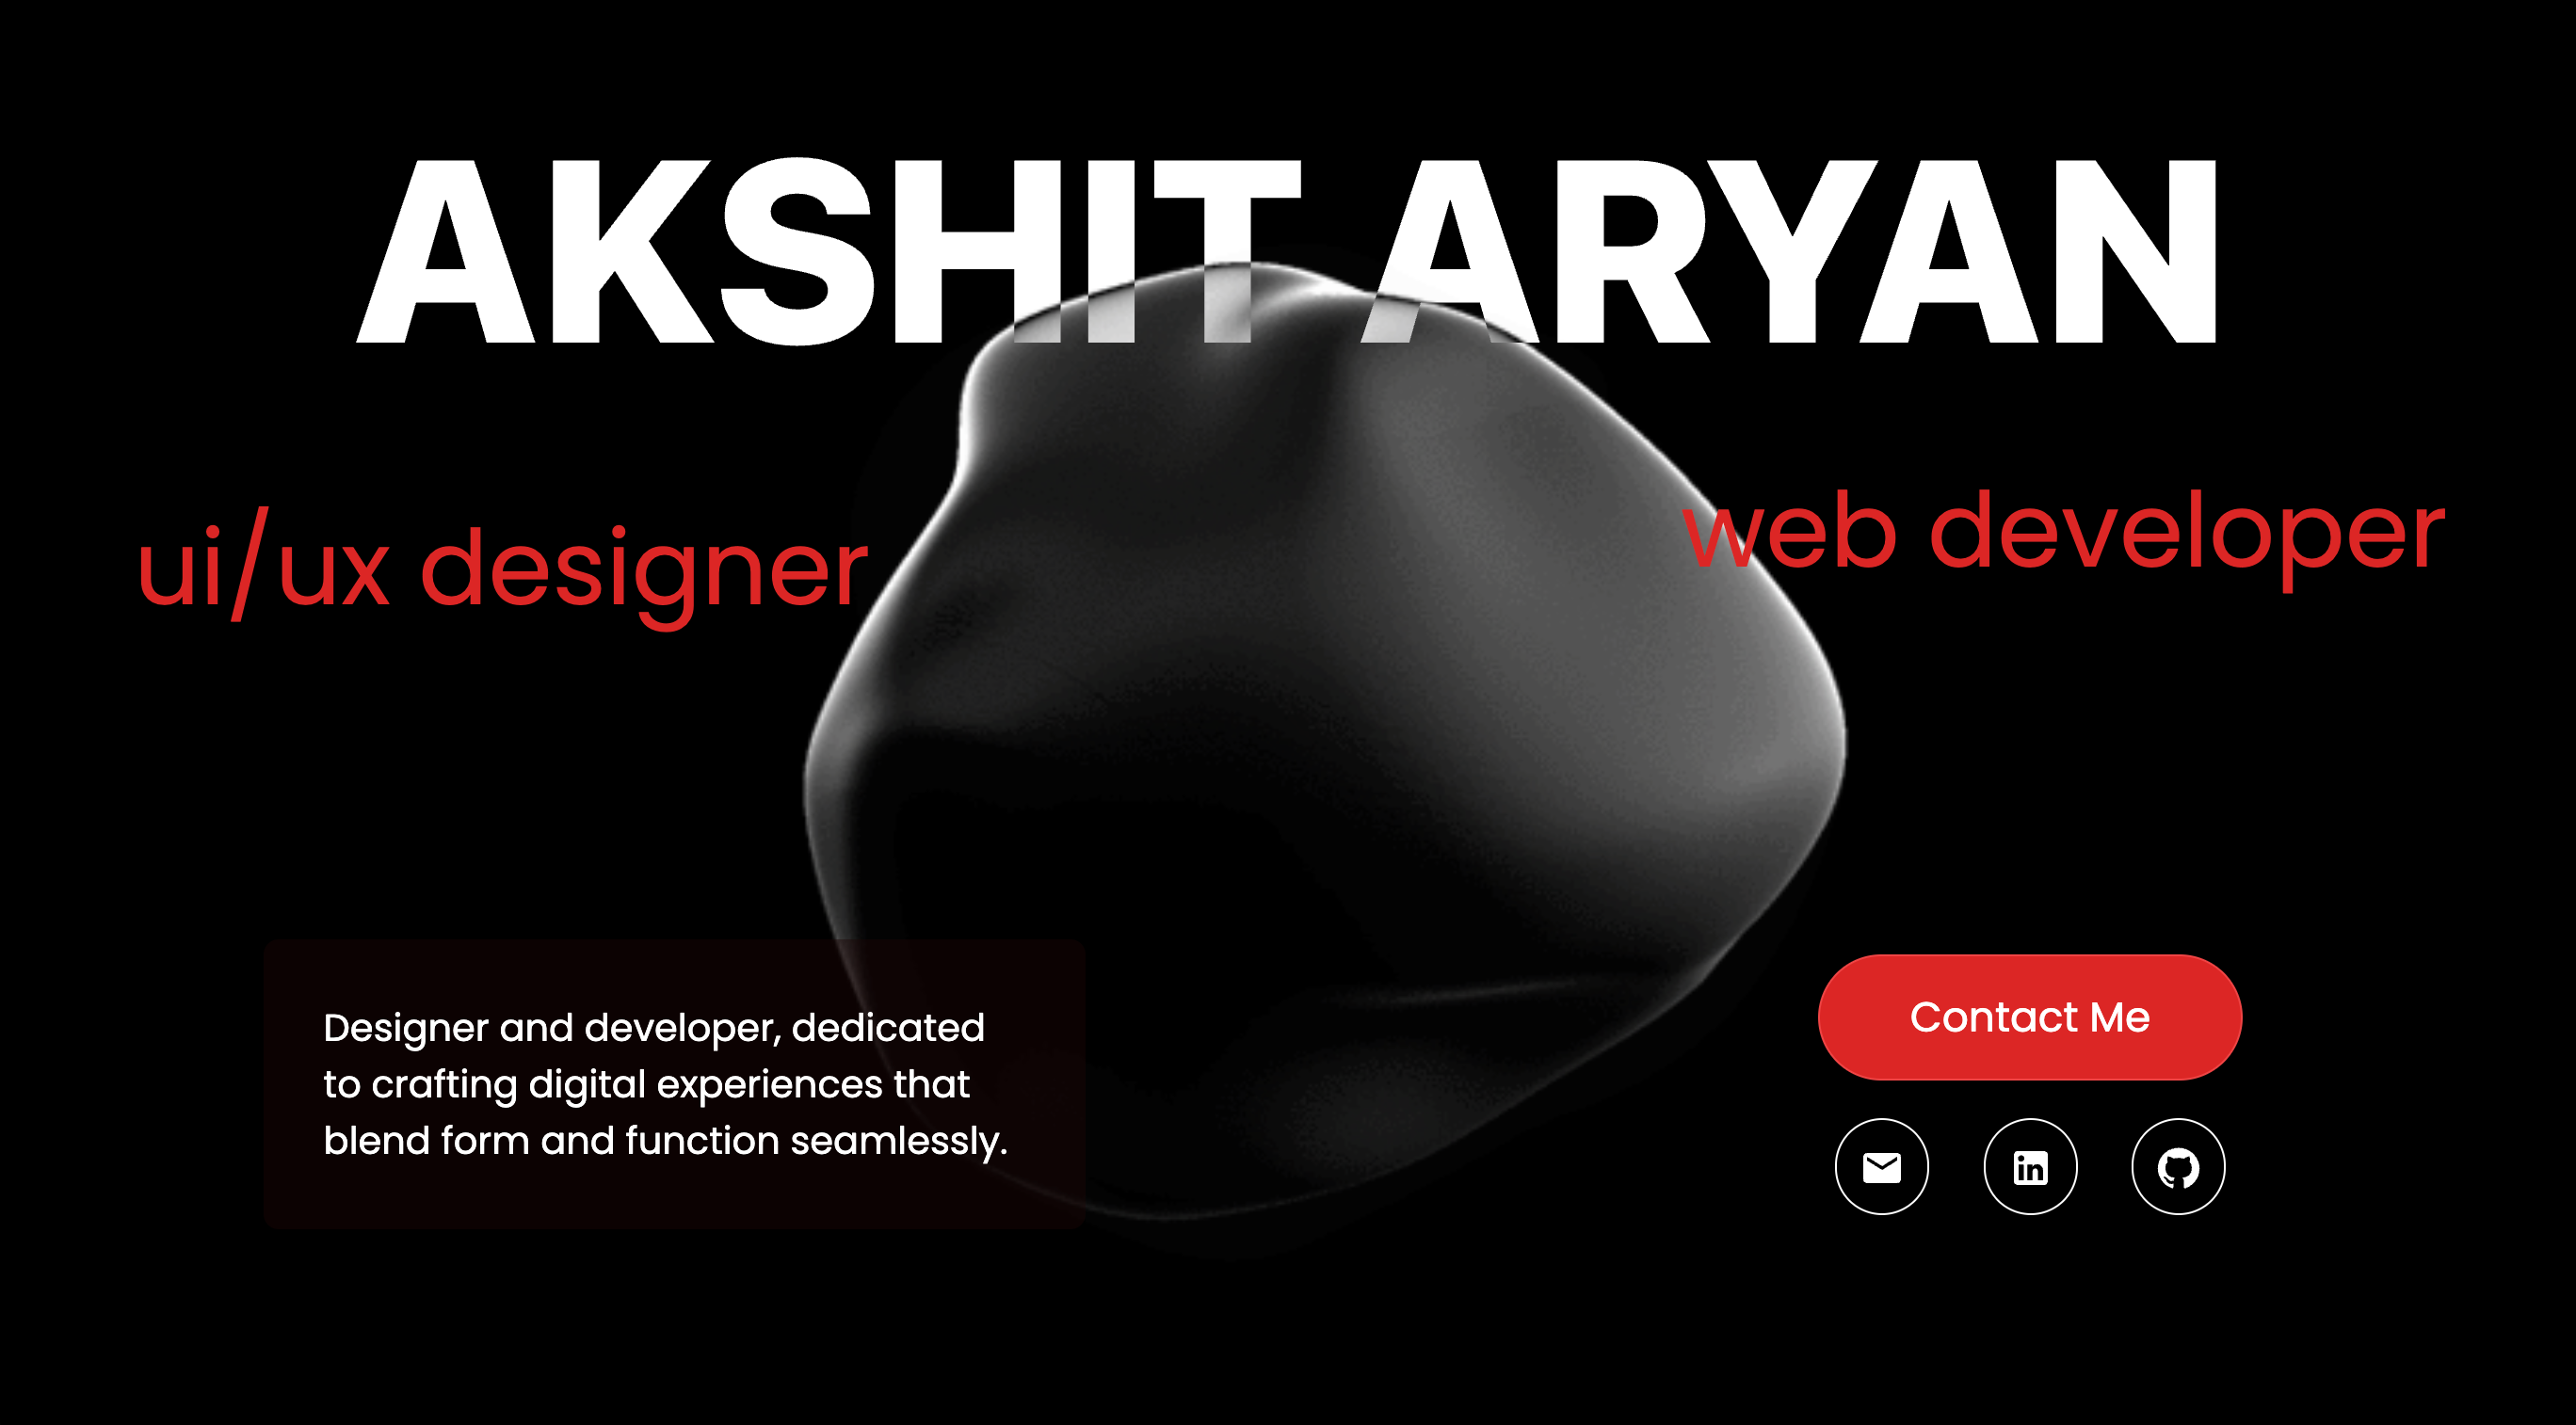 AKSHIT ARYAN
ui/ux designer
web developer
Designer and developer, dedicated
to crafting digital experiences that
blend form and function seamlessly.
Contact Me
in